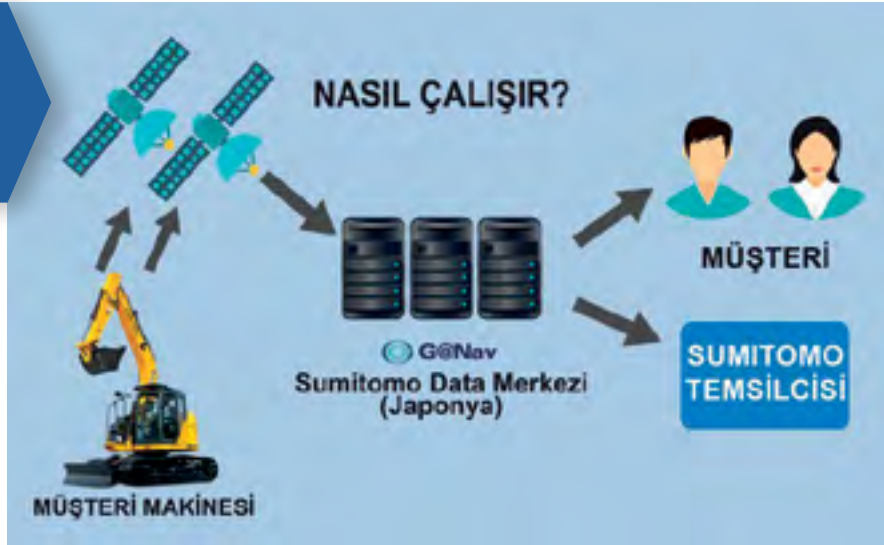 NASIL ÇALIŞIR?
MÜŞTERİ
G@Nav
Sumitomo Data Merkezi
(Japonya)
SUMITOMO
TEMSİLCİSİ
MÜŞTERİ MAKİNESİ